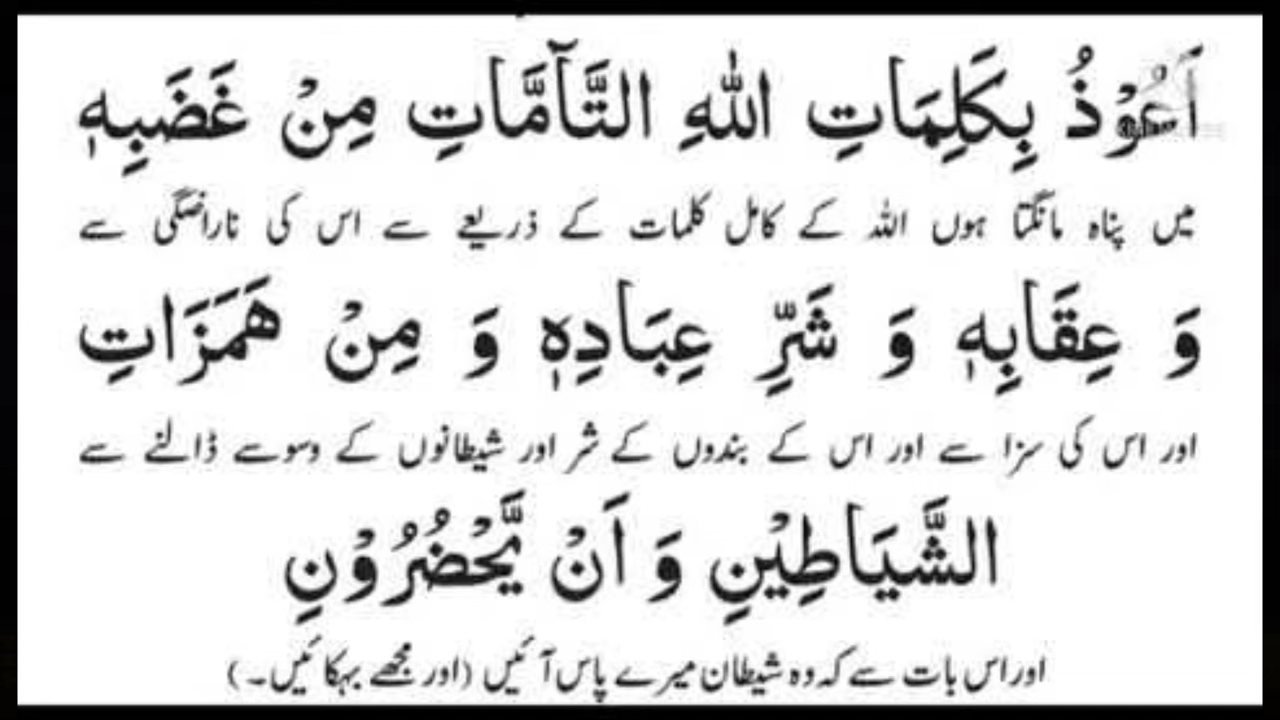 اَعُوْذُ بِكَلِمَاتِ اللّٰهِ التَّآمَّاتِ مِنْ غَضَبِهٖ
میں پناہ مانگتا ہوں اللہ کے کامل کلمات کے ذریعے سے اس کی ناراضگی سے
وَ عِقَابِهٖ وَ شَرِّ عِبَادِهٖ وَ مِنْ هَمَزَاتِ
اور اس کی سزا سے اور اس کے بندوں کے شر اور شیطانوں کے وسوسے ڈالنے سے
الشَّيَاطِيْنِ وَ اَنْ يَّحْضُرُوْنِ
اور اس بات سے کہ وہ شیطان میرے پاس آئیں (اور مجھے بہکائیں۔)